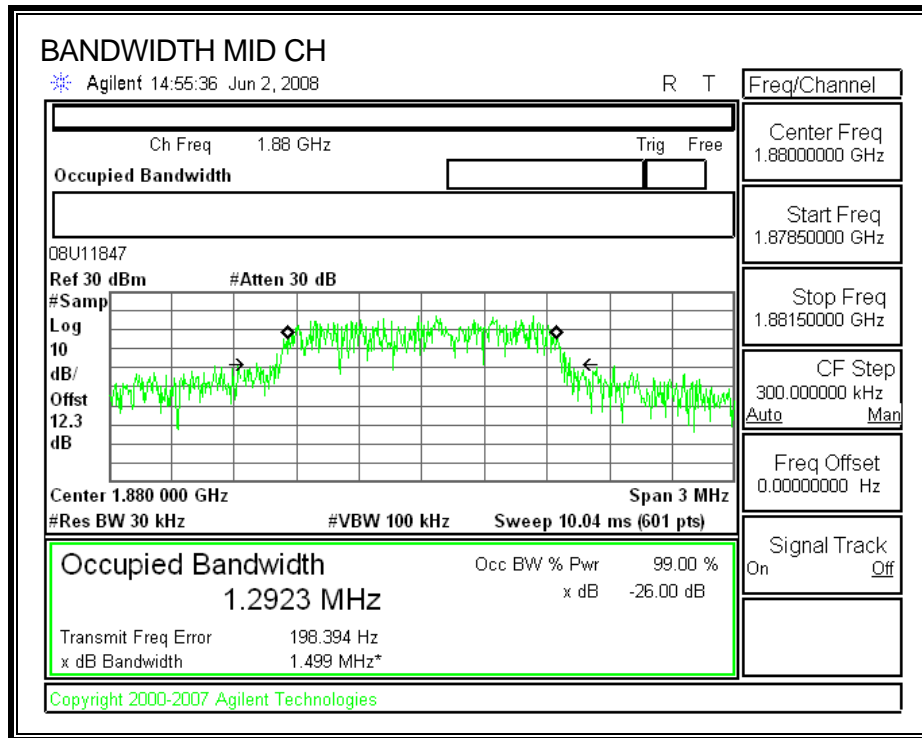 BANDWIDTH MID CH
Agilent 14:55:36 Jun 2, 2008 R T
Freq/Channel
Ch Freq 1.88 GHz Trig Free
Occupied Bandwidth
Center Freq
1.88000000 GHz
Start Freq
1.87850000 GHz
Stop Freq
1.88150000 GHz
CF Step
300.000000 kHz
Auto Man
Freq Offset
0.00000000 Hz
Signal Track
On Off
08U11847
Ref 30 dBm #Atten 30 dB
#Samp
Log
10
dB/
Offst
12.3
dB
Center 1.880 000 GHz Span 3 MHz
#Res BW 30 kHz #VBW 100 kHz Sweep 10.04 ms (601 pts)
Occupied Bandwidth
1.2923 MHz
Occ BW % Pwr 99.00 %
x dB -26.00 dB
Transmit Freq Error 198.394 Hz
x dB Bandwidth 1.499 MHz*
Copyright 2000-2007 Agilent Technologies